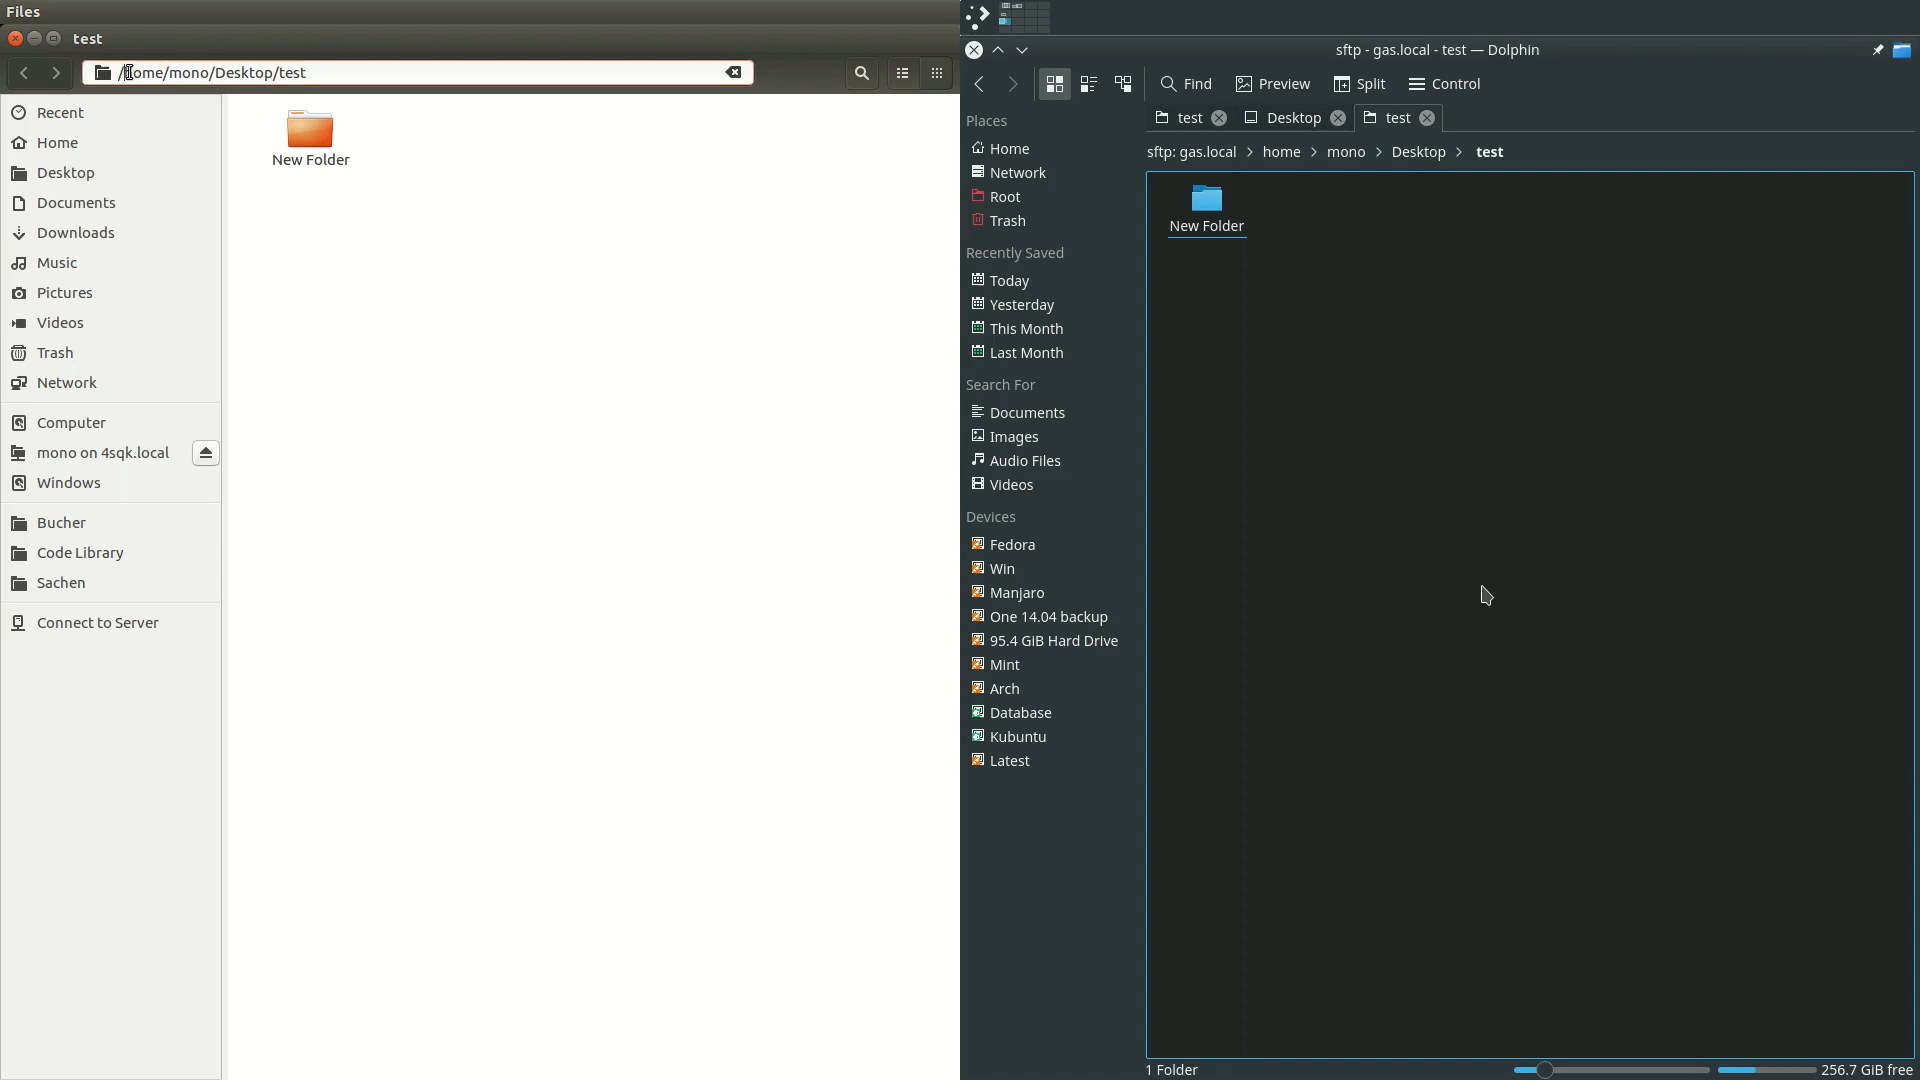 Files
test
/home/mono/Desktop/test
New Folder
Recent
Home
Desktop
Documents
Downloads
Music
Pictures
Videos
Trash
Network
Computer
mono on 4sqk.local
Windows
Bucher
Code Library
Sachen
Connect to Server
sftp - gas.local - test — Dolphin
Find Preview Split Control
test Desktop test
sftp: gas.local > home > mono > Desktop > test
New Folder
Places
Home
Network
Root
Trash
Recently Saved
Today
Yesterday
This Month
Last Month
Search For
Documents
Images
Audio Files
Videos
Devices
Fedora
Win
Manjaro
One 14.04 backup
95.4 GiB Hard Drive
Mint
Arch
Database
Kubuntu
Latest
1 Folder
256.7 GiB free